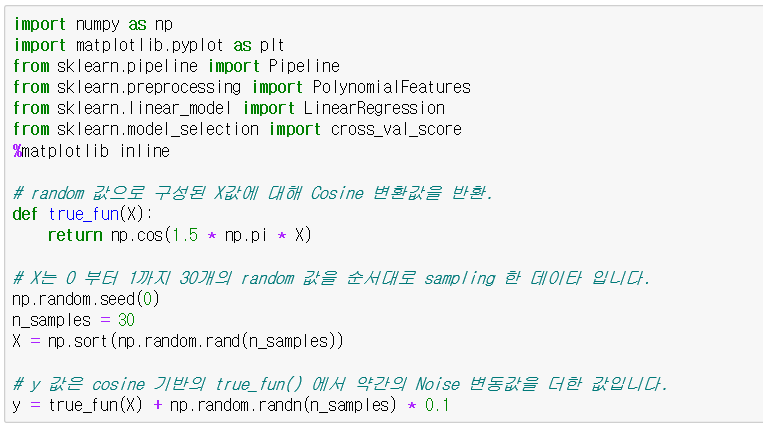 import numpy as np
import matplotlib.pyplot as plt
from sklearn.pipeline import Pipeline
from sklearn.preprocessing import PolynomialFeatures
from sklearn.linear_model import LinearRegression
from sklearn.model_selection import cross_val_score
%matplotlib inline

# random 값으로 구성된 X값에 대해 Cosine 변환값을 반환.
def true_fun(X):
    return np.cos(1.5 * np.pi * X)

# X는 0 부터 1까지 30개의 random 값을 순서대로 sampling 한 데이타 입니다.
np.random.seed(0)
n_samples = 30
X = np.sort(np.random.rand(n_samples))

# y 값은 cosine 기반의 true_fun() 에서 약간의 Noise 변동값을 더한 값입니다.
y = true_fun(X) + np.random.randn(n_samples) * 0.1